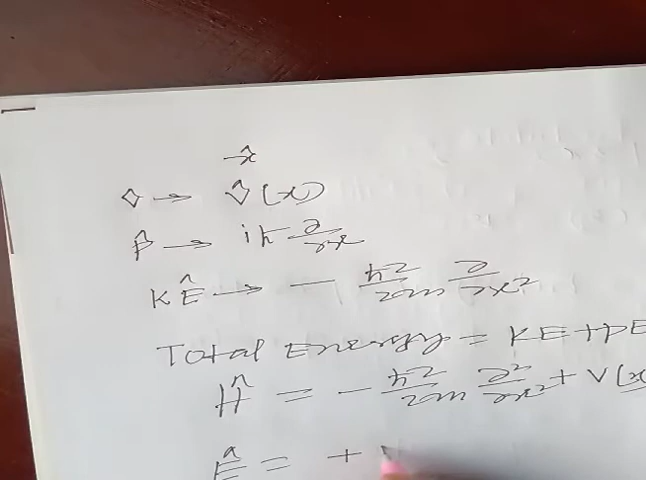 → x̂
v̂ → v̂(x)
p̂ → iħ ∂/∂x
KÊ → - ħ²/2m ∂/∂x²
Total Energy = KE + PE
Ĥ = - ħ²/2m ∂²/∂x² + V(x
Ê = +